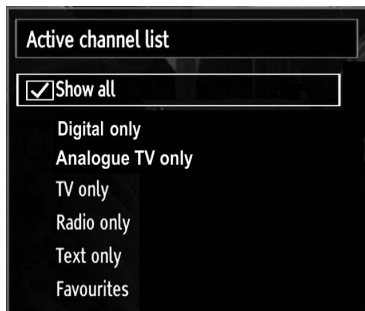 Active channel list
Show all
Digital only
Analogue TV only
TV only
Radio only
Text only
Favourites